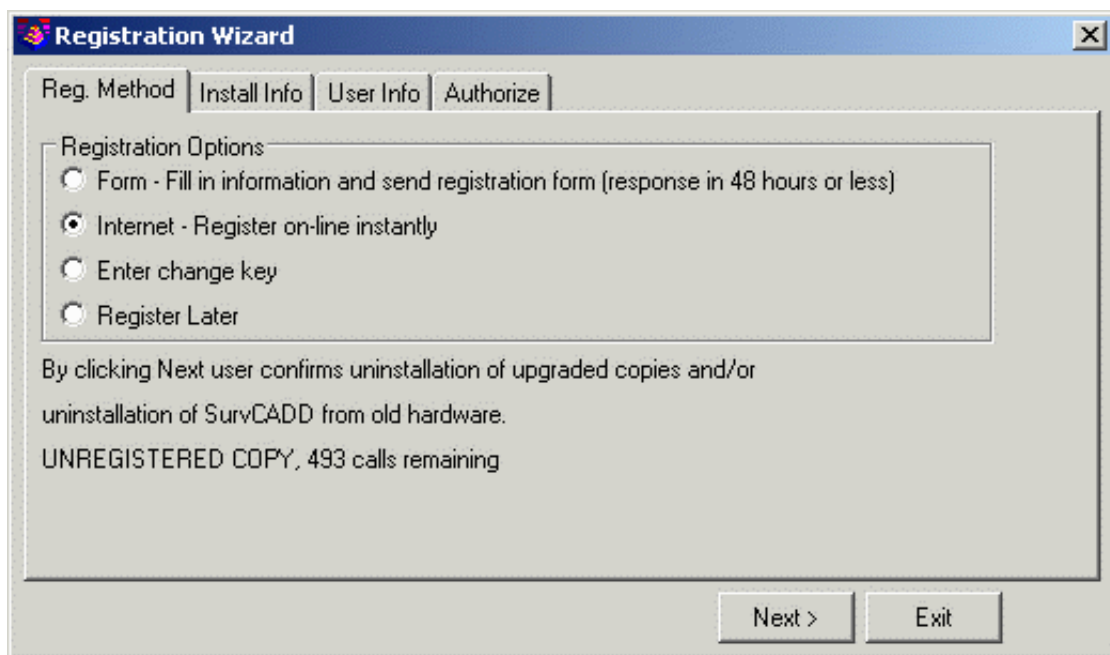 Registration Wizard
Reg. Method Install Info User Info Authorize
Registration Options
Form - Fill in information and send registration form (response in 48 hours or less)
Internet - Register on-line instantly
Enter change key
Register Later
By clicking Next user confirms uninstallation of upgraded copies and/or
uninstallation of SurvCADD from old hardware.
UNREGISTERED COPY, 493 calls remaining
Next > Exit